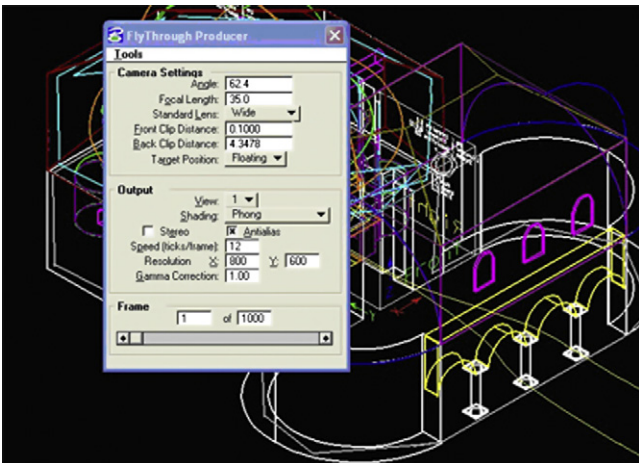 FlyThrough Producer
Tools
Camera Settings
Angle: 62.4
Focal Length: 35.0
Standard Lens: Wide
Front Clip Distance: 0.1000
Back Clip Distance: 4.3478
Target Position: Floating
Output
View: 1
Shading: Phong
Stereo Antialias
Speed (ticks/frame): 12
Resolution X: 800 Y: 600
Gamma Correction: 1.00
Frame
1 of 1000